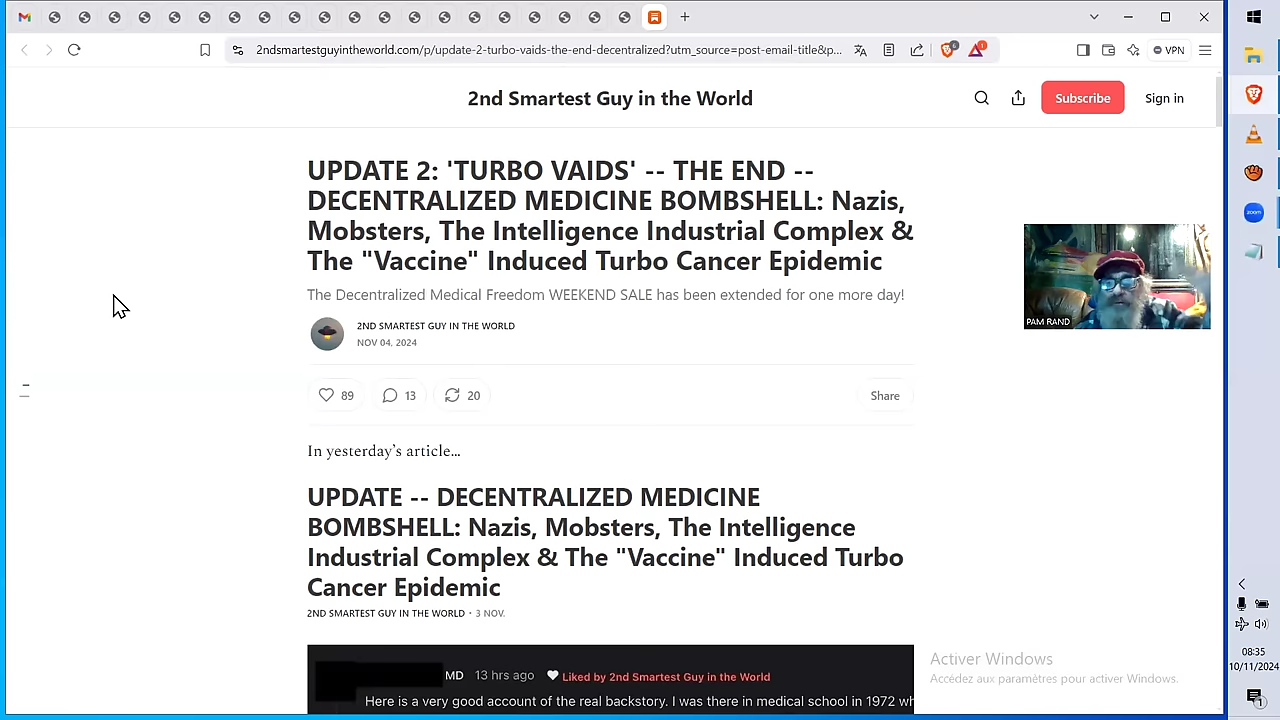 2ndsmartestguyintheworld.com/p/update-2-turbo-vaids-the-end-decentralized?utm_source=post-email-title&p...
6
1
VPN
2nd Smartest Guy in the World
Subscribe
Sign in
UPDATE 2: 'TURBO VAIDS' -- THE END --
DECENTRALIZED MEDICINE BOMBSHELL: Nazis,
Mobsters, The Intelligence Industrial Complex &
The "Vaccine" Induced Turbo Cancer Epidemic
The Decentralized Medical Freedom WEEKEND SALE has been extended for one more day!
2ND SMARTEST GUY IN THE WORLD
NOV 04, 2024
PAM RAND
89
13
20
Share
In yesterday’s article…
UPDATE -- DECENTRALIZED MEDICINE
BOMBSHELL: Nazis, Mobsters, The Intelligence
Industrial Complex & The "Vaccine" Induced Turbo
Cancer Epidemic
2ND SMARTEST GUY IN THE WORLD · 3 NOV.
MD 13 hrs ago Liked by 2nd Smartest Guy in the World
Here is a very good account of the real backstory. I was there in medical school in 1972 wh
Activer Windows
Accédez aux paramètres pour activer Windows.
zoom
08:35
10/11/2024
1